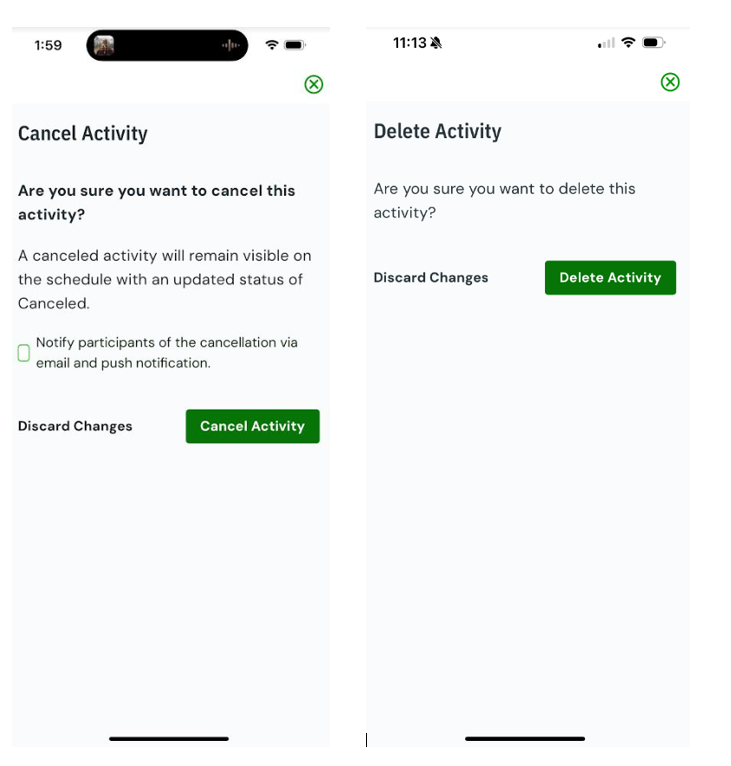 1:59
Cancel Activity
Are you sure you want to cancel this
activity?
A canceled activity will remain visible on
the schedule with an updated status of
Canceled.
Notify participants of the cancellation via
email and push notification.
Discard Changes
Cancel Activity
11:13
Delete Activity
Are you sure you want to delete this
activity?
Discard Changes
Delete Activity